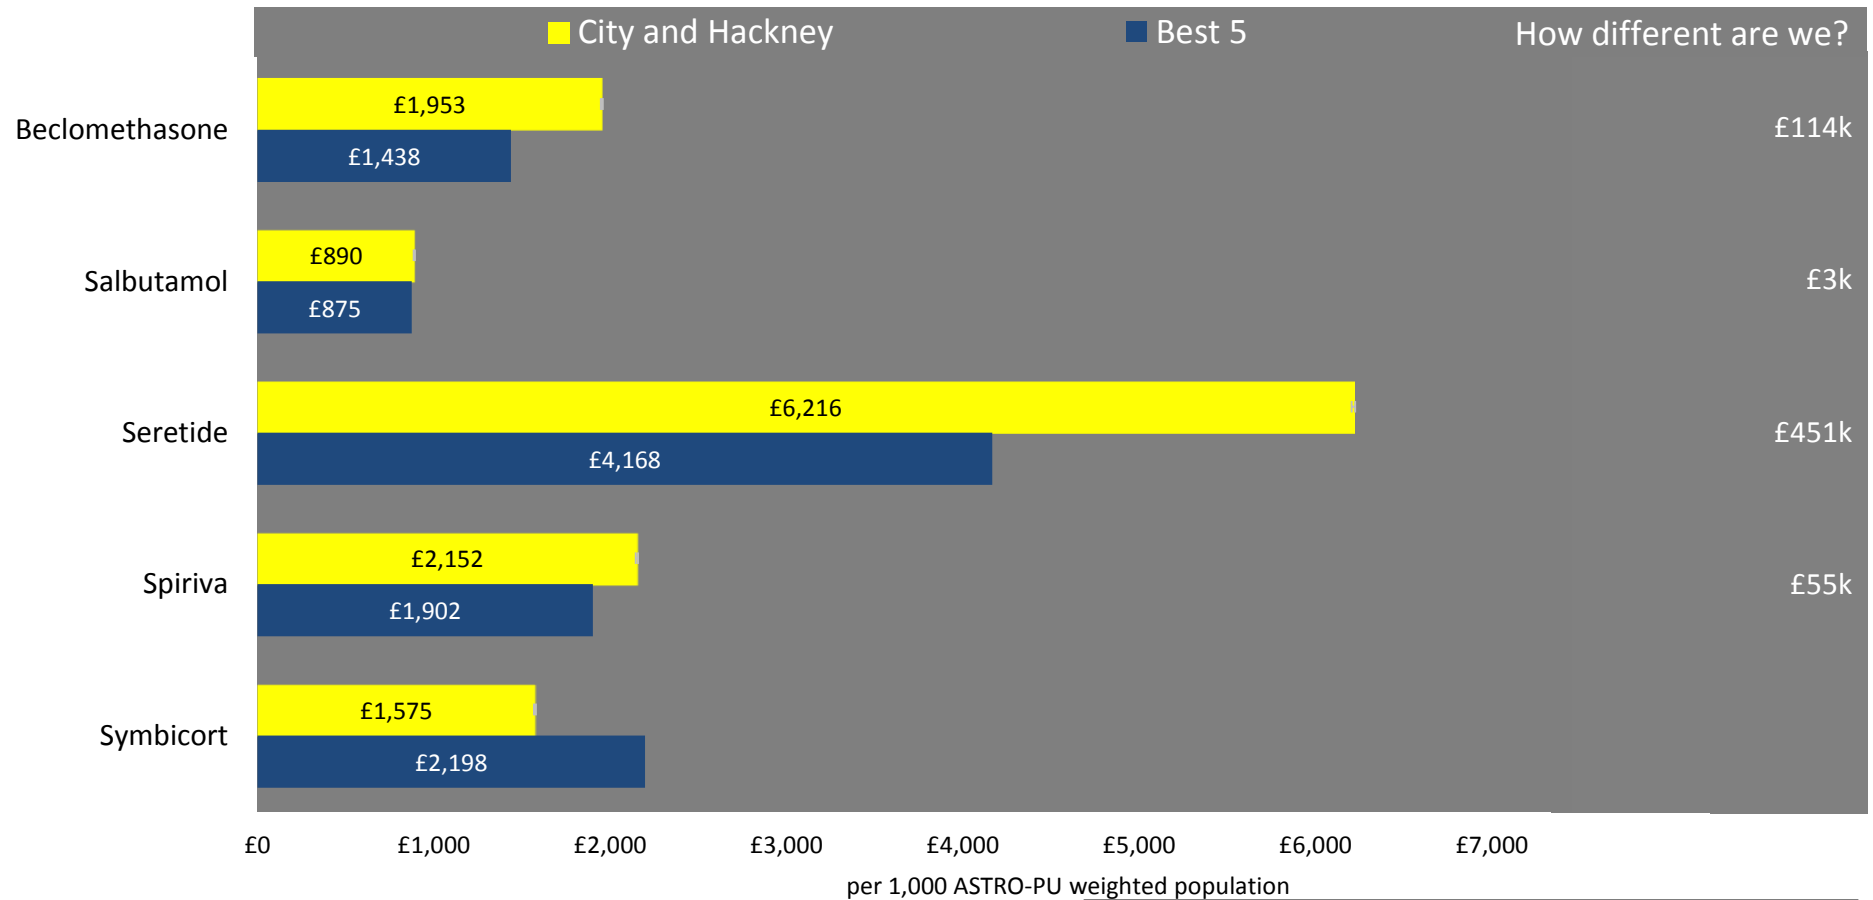 City and Hackney Best 5 How different are we?
Beclomethasone £1,953 £1,438 £114k
Salbutamol £890 £875 £3k
Seretide £6,216 £4,168 £451k
Spiriva £2,152 £1,902 £55k
Symbicort £1,575 £2,198
£0 £1,000 £2,000 £3,000 £4,000 £5,000 £6,000 £7,000
per 1,000 ASTRO-PU weighted population